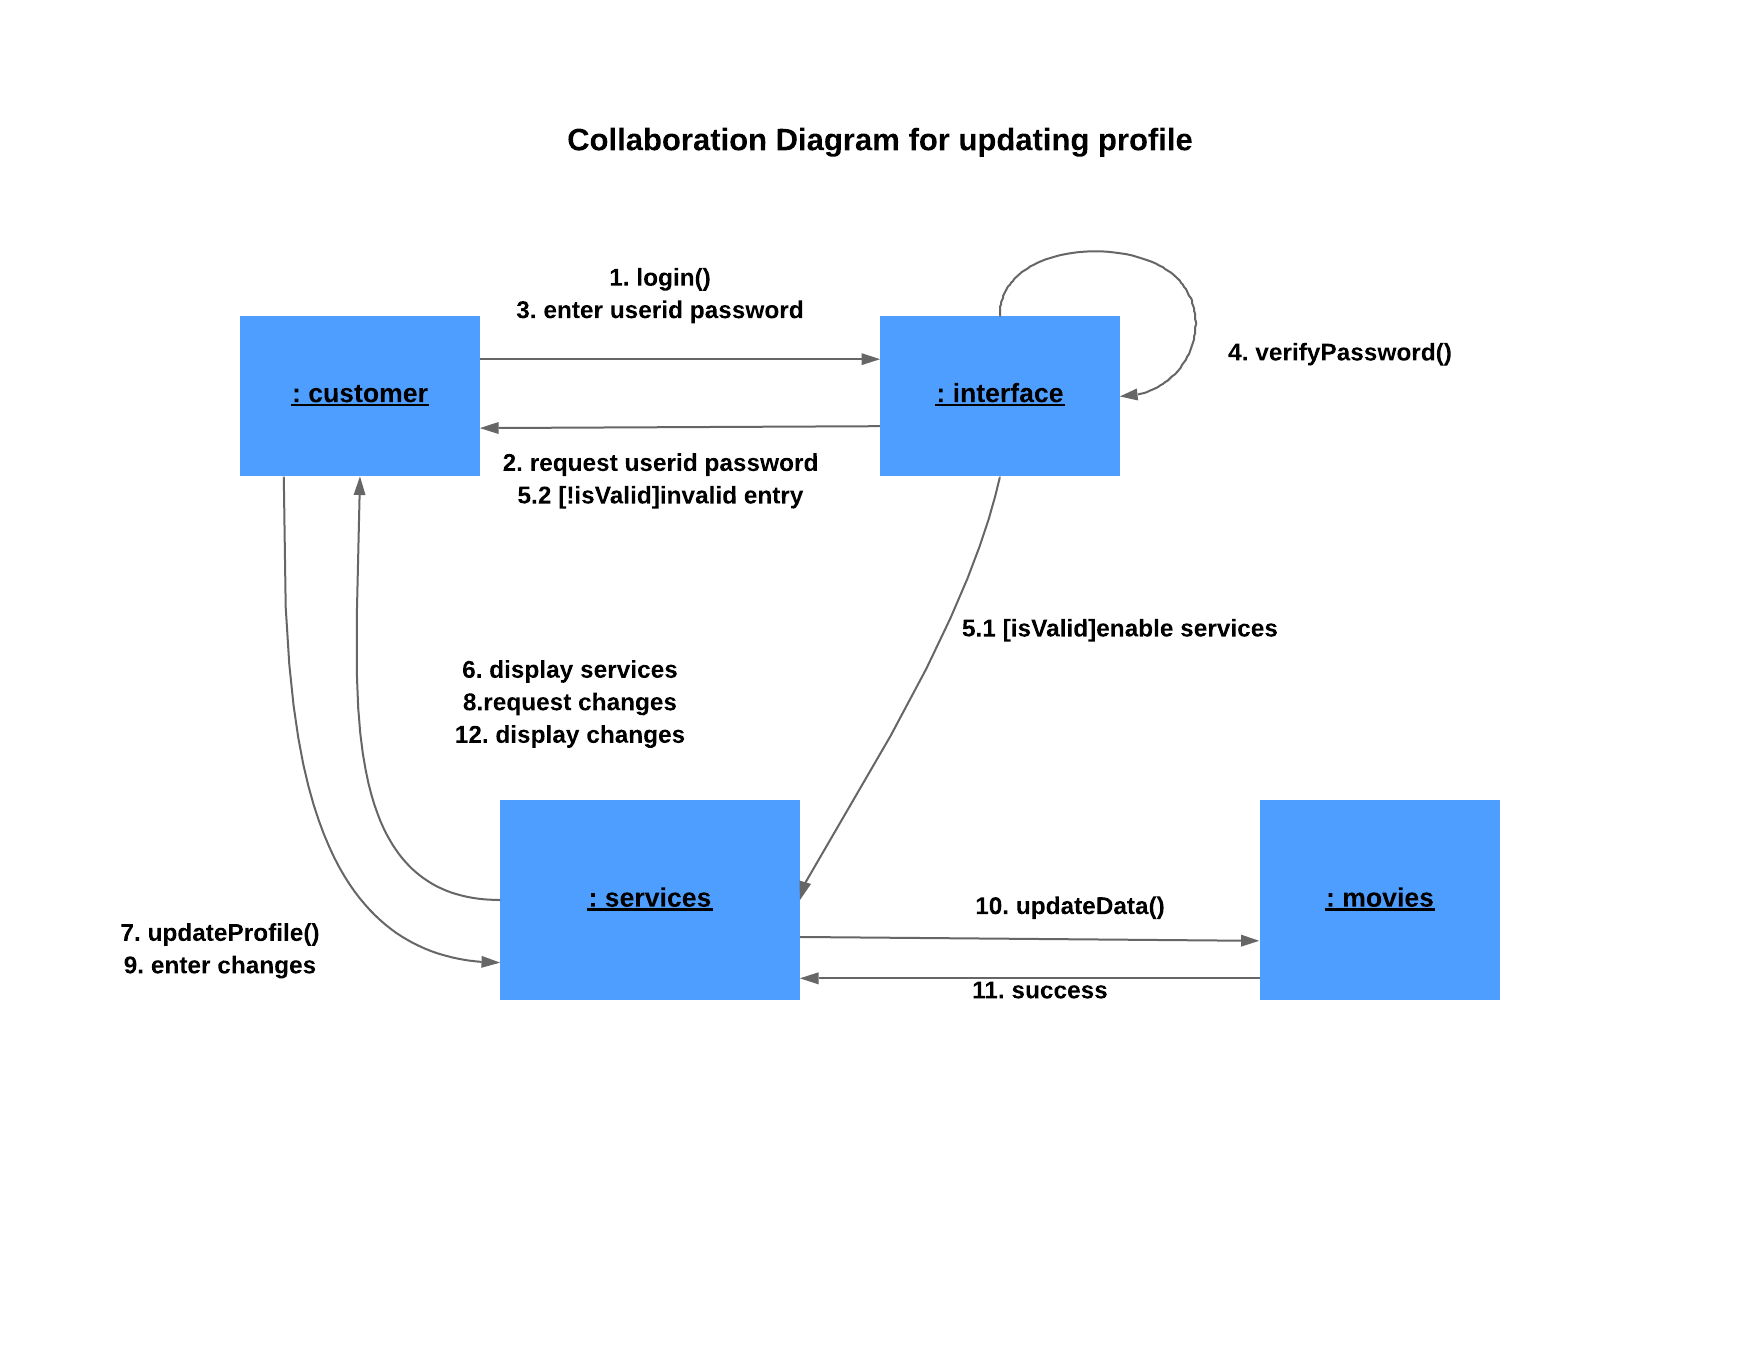 Collaboration Diagram for updating profile
1. login()
3. enter userid password
: customer
: interface
4. verifyPassword()
2. request userid password
5.2 [!isValid]invalid entry
5.1 [isValid]enable services
6. display services
8.request changes
12. display changes
: services
: movies
10. updateData()
7. updateProfile()
9. enter changes
11. success